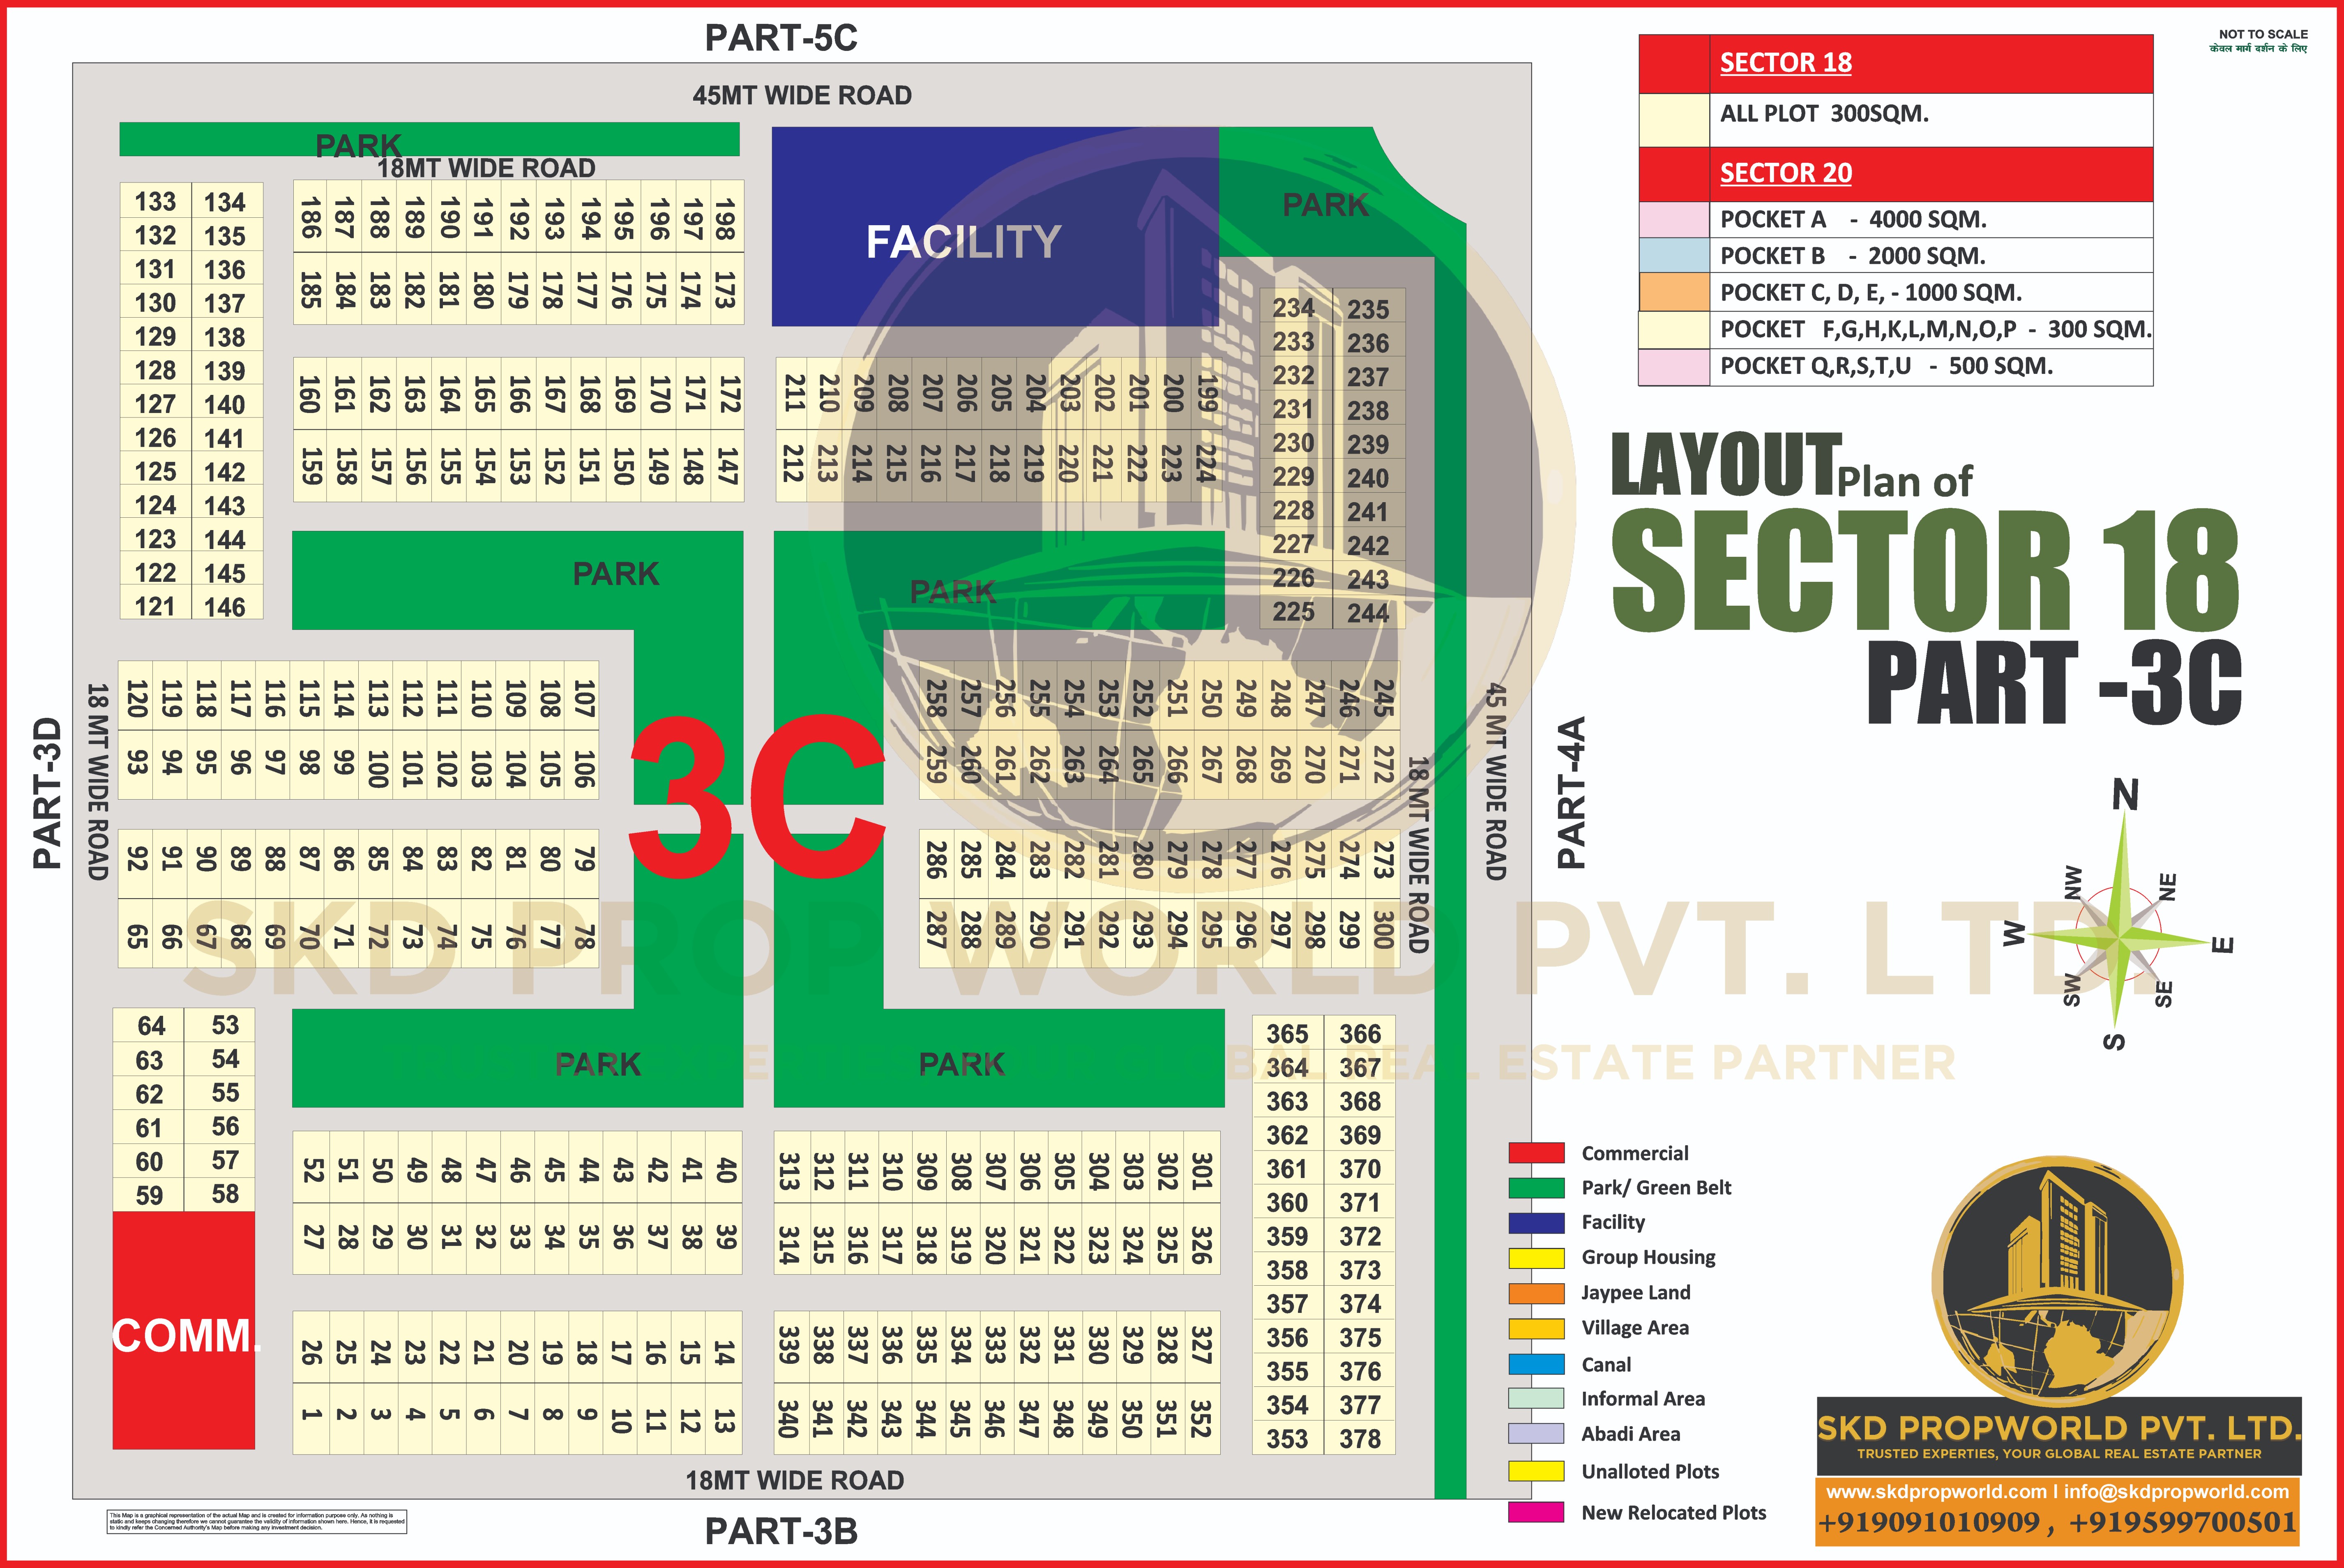 PART-5C
NOT TO SCALE
केवल मार्ग दर्शन के लिए
45MT WIDE ROAD
PARK
18MT WIDE ROAD
FACILITY
PARK
133 134
132 135
131 136
130 137
129 138
128 139
127 140
126 141
125 142
124 143
123 144
122 145
121 146
186 187 188 189 190 191 192 193 194 195 196 197 198
185 184 183 182 181 180 179 178 177 176 175 174 173
160 161 162 163 164 165 166 167 168 169 170 171 172
159 158 157 156 155 154 153 152 151 150 149 148 147
211 210 209 208 207 206 205 204 203 202 201 200 199
212 213 214 215 216 217 218 219 220 221 222 223 224
234 235
233 236
232 237
231 238
230 239
229 240
228 241
227 242
226 243
225 244
PARK
PARK
PART-3D
18 MT WIDE ROAD
120 119 118 117 116 115 114 113 112 111 110 109 108 107
93 94 95 96 97 98 99 100 101 102 103 104 105 106
92 91 90 89 88 87 86 85 84 83 82 81 80 79
65 66 67 68 69 70 71 72 73 74 75 76 77 78
3C
258 257 256 255 254 253 252 251 250 249 248 247 246 245
259 260 261 262 263 264 265 266 267 268 269 270 271 272
286 285 284 283 282 281 280 279 278 277 276 275 274 273
287 288 289 290 291 292 293 294 295 296 297 298 299 300
18 MT WIDE ROAD
45 MT WIDE ROAD
PART-4A
SKD PROP WORLD PVT. LTD.
GLOBAL REAL ESTATE PARTNER
64 53
63 54
62 55
61 56
60 57
59 58
COMM.
PARK
PARK
52 51 50 49 48 47 46 45 44 43 42 41 40
27 28 29 30 31 32 33 34 35 36 37 38 39
26 25 24 23 22 21 20 19 18 17 16 15 14
1 2 3 4 5 6 7 8 9 10 11 12 13
313 312 311 310 309 308 307 306 305 304 303 302 301
314 315 316 317 318 319 320 321 322 323 324 325 326
339 338 337 336 335 334 333 332 331 330 329 328 327
340 341 342 343 344 345 346 347 348 349 350 351 352
365 366
364 367
363 368
362 369
361 370
360 371
359 372
358 373
357 374
356 375
355 376
354 377
353 378
18MT WIDE ROAD
PART-3B
This Map is a graphical representation of the actual Map and is created for information purpose only. As nothing is
static and keeps changing therefore we cannot guarantee the validity of information shown here. Hence, it is requested
to kindly refer the Concerned Authority's Map before making any investment decision.
SECTOR 18
ALL PLOT 300SQM.
SECTOR 20
POCKET A - 4000 SQM.
POCKET B - 2000 SQM.
POCKET C, D, E, - 1000 SQM.
POCKET F,G,H,K,L,M,N,O,P - 300 SQM.
POCKET Q,R,S,T,U - 500 SQM.
LAYOUT Plan of
SECTOR 18
PART -3C
N
NW NE
W E
SW SE
S
Commercial
Park/ Green Belt
Facility
Group Housing
Jaypee Land
Village Area
Canal
Informal Area
Abadi Area
Unalloted Plots
New Relocated Plots
SKD PROPWORLD PVT. LTD.
TRUSTED EXPERTIES, YOUR GLOBAL REAL ESTATE PARTNER
www.skdpropworld.com I info@skdpropworld.com
+919091010909 , +919599700501